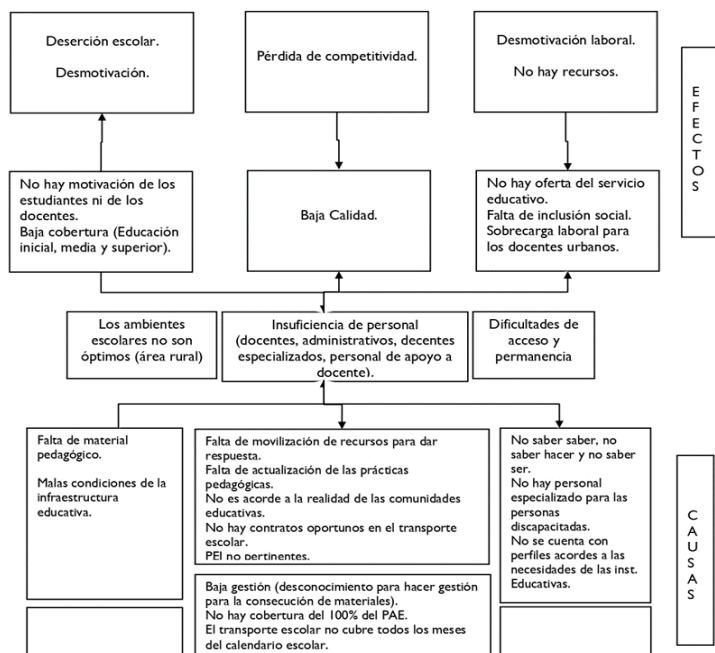 Deserción escolar.
Desmotivación.
Pérdida de competitividad.
Desmotivación laboral.
No hay recursos.
E
F
E
C
T
O
S
No hay motivación de los
estudiantes ni de los
docentes.
Baja cobertura (Educación
inicial, media y superior).
Baja Calidad.
No hay oferta del servicio
educativo.
Falta de inclusión social.
Sobrecarga laboral para
los docentes urbanos.
Los ambientes
escolares no son
óptimos (área rural)
Insuficiencia de personal
(docentes, administrativos, decentes
especializados, personal de apoyo a
docente).
Dificultades de
acceso y
permanencia
Falta de material
pedagógico.
Malas condiciones de la
infraestructura
educativa.
Falta de movilización de recursos para dar
respuesta.
Falta de actualización de las prácticas
pedagógicas.
No es acorde a la realidad de las comunidades
educativas.
No hay contratos oportunos en el transporte
escolar.
PEI no pertinentes.
No saber saber, no
saber hacer y no saber
ser.
No hay personal
especializado para las
personas
discapacitadas.
No se cuenta con
perfiles acordes a las
necesidades de las inst.
Educativas.
C
A
U
S
A
S
Baja gestión (desconocimiento para hacer gestión
para la consecución de materiales).
No hay cobertura del 100% del PAE.
El transporte escolar no cubre todos los meses
del calendario escolar.